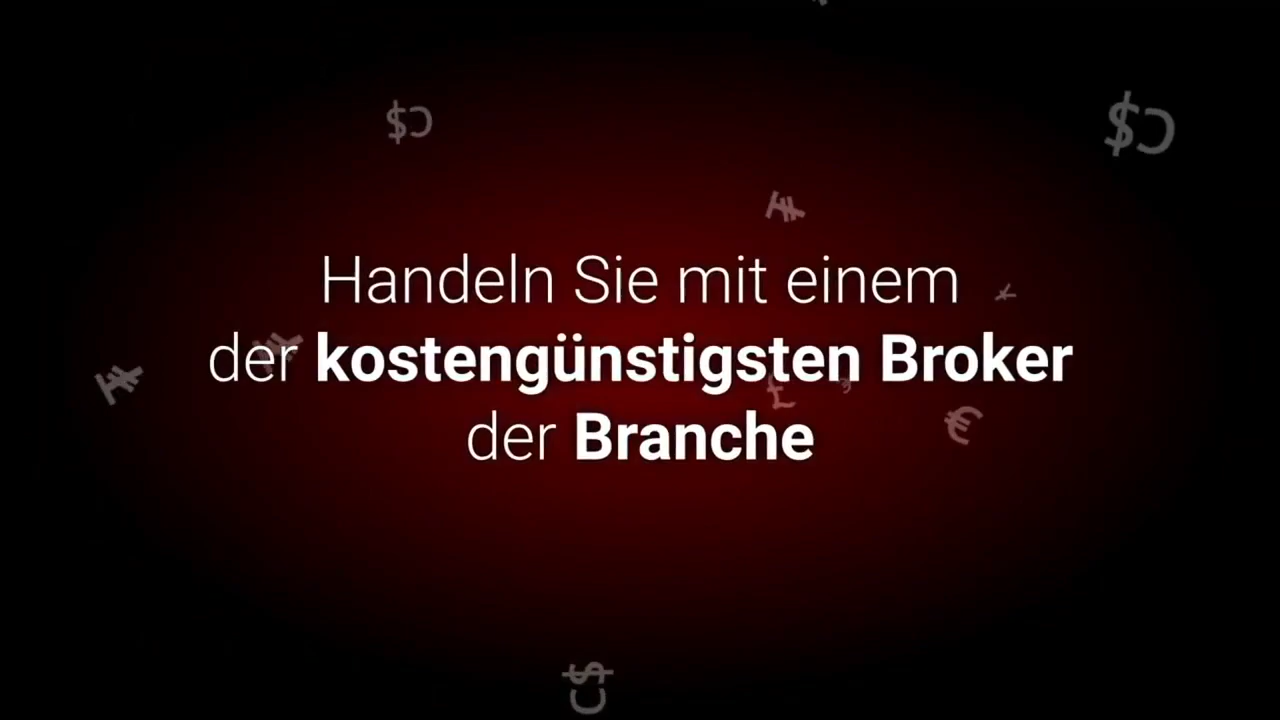 Handeln Sie mit einem
der kostengünstigsten Broker
der Branche